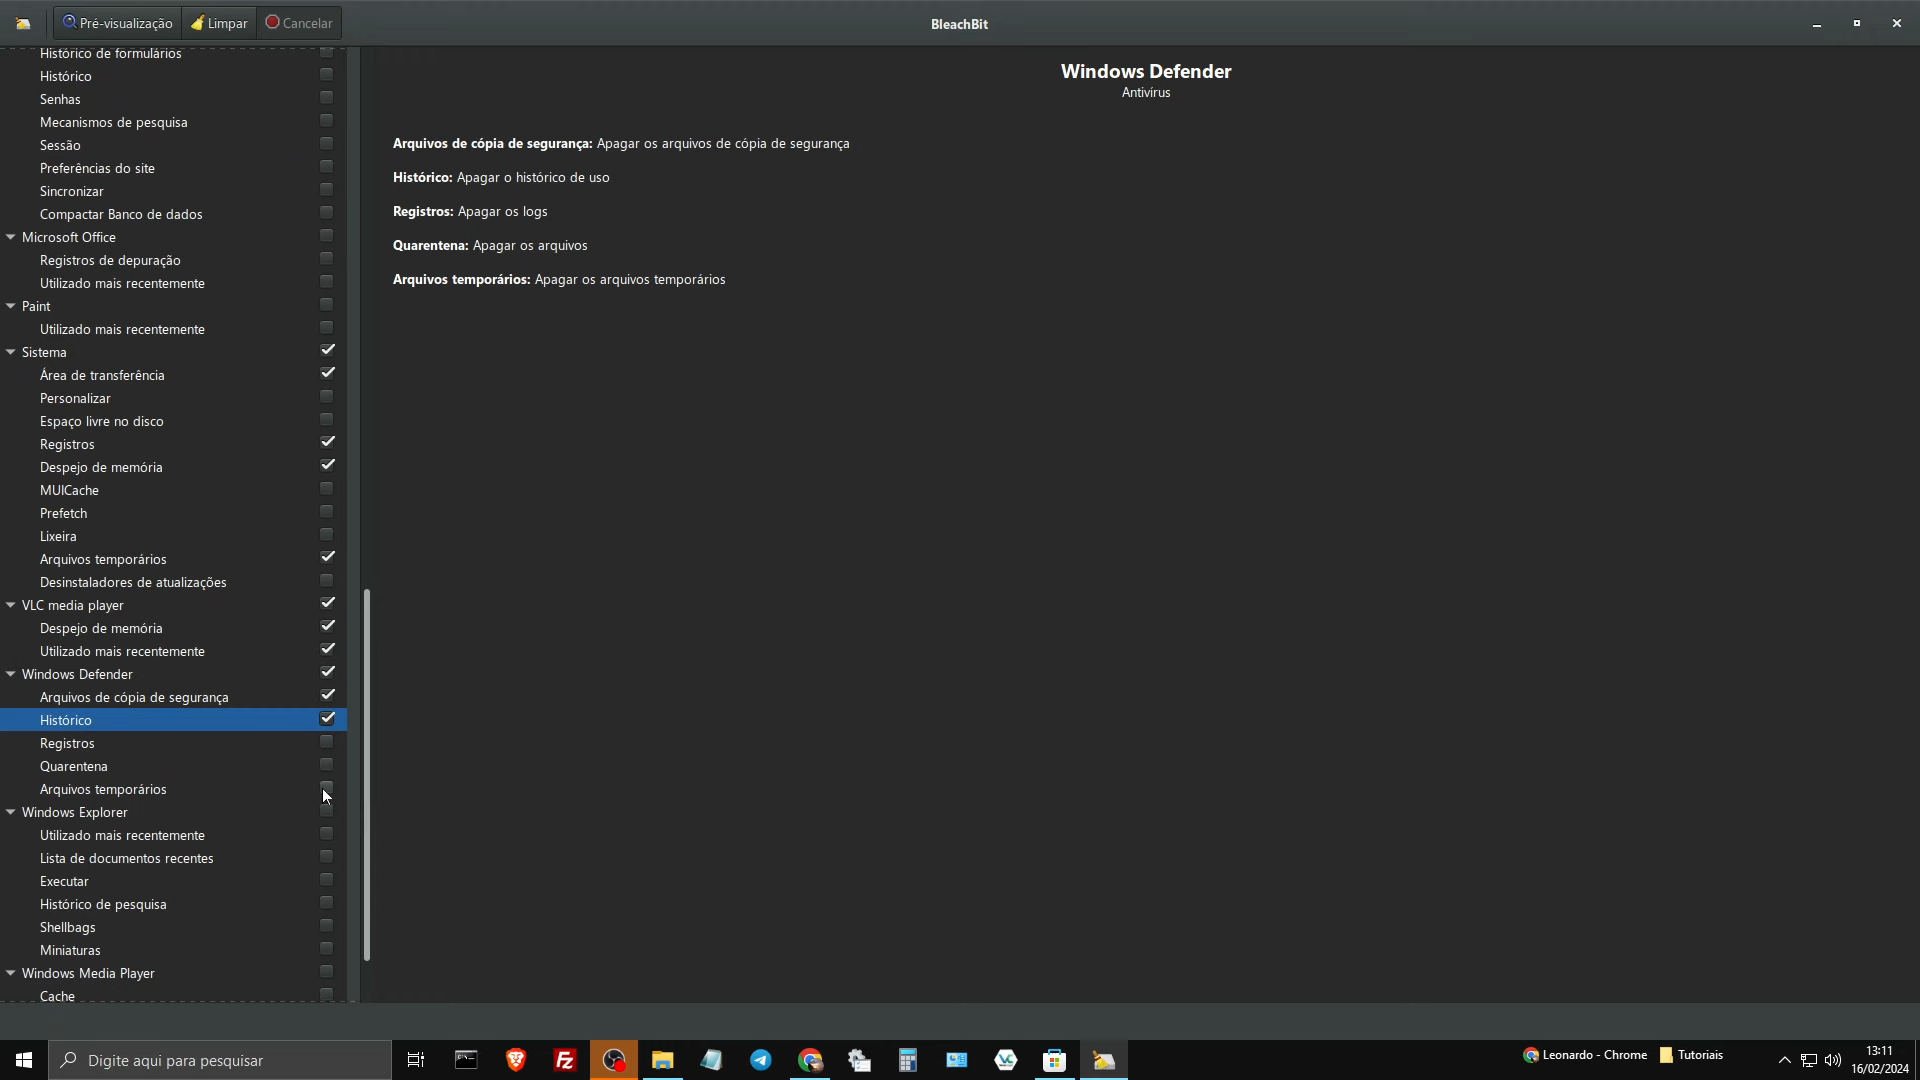 Pré-visualização
Limpar
Cancelar
BleachBit
Histórico de formulários
Histórico
Senhas
Mecanismos de pesquisa
Sessão
Preferências do site
Sincronizar
Compactar Banco de dados
Microsoft Office
Registros de depuração
Utilizado mais recentemente
Paint
Utilizado mais recentemente
Sistema
Área de transferência
Personalizar
Espaço livre no disco
Registros
Despejo de memória
MUICache
Prefetch
Lixeira
Arquivos temporários
Desinstaladores de atualizações
VLC media player
Despejo de memória
Utilizado mais recentemente
Windows Defender
Arquivos de cópia de segurança
Histórico
Registros
Quarentena
Arquivos temporários
Windows Explorer
Utilizado mais recentemente
Lista de documentos recentes
Executar
Histórico de pesquisa
Shellbags
Miniaturas
Windows Media Player
Cache
Windows Defender
Antivírus
Arquivos de cópia de segurança: Apagar os arquivos de cópia de segurança
Histórico: Apagar o histórico de uso
Registros: Apagar os logs
Quarentena: Apagar os arquivos
Arquivos temporários: Apagar os arquivos temporários
Digite aqui para pesquisar
Leonardo - Chrome
Tutoriais
13:11
16/02/2024